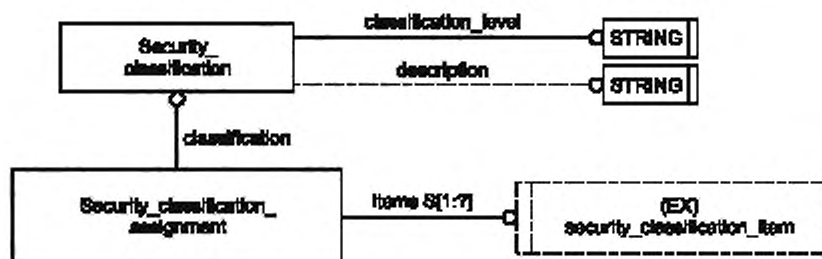 classification_level
Security_
classification
STRING
description
STRING
classification
Security_classification_
assignment
items S[1:?]
(EX)
security_classification_item